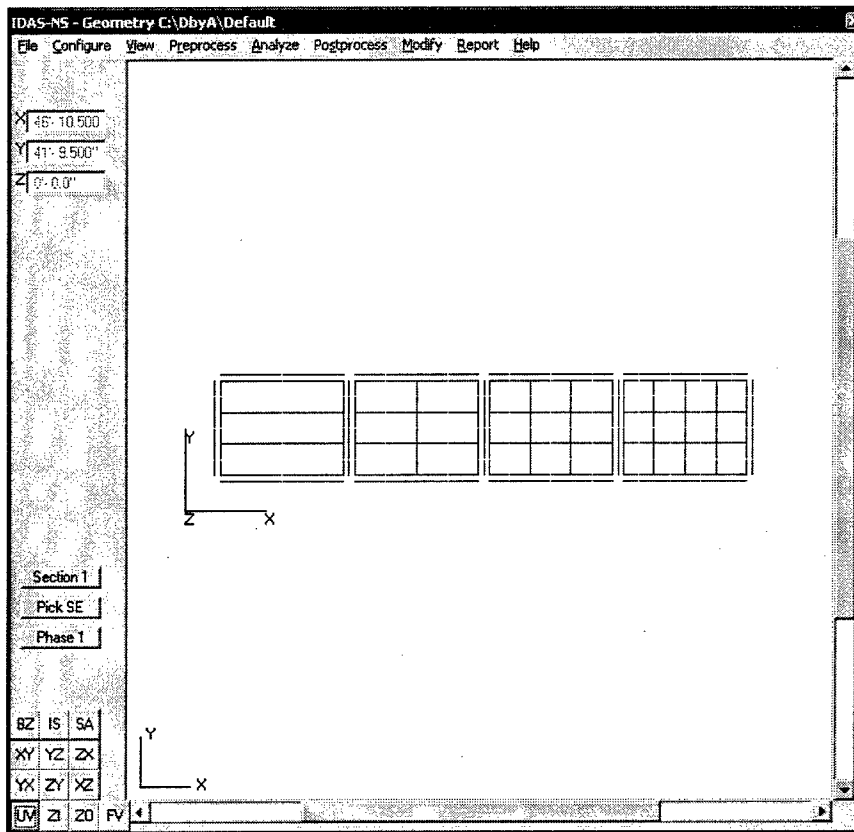 IDAS-NS - Geometry C:\DbyA\Default
File Configure View Preprocess Analyze Postprocess Modify Report Help
X 46'- 10.500
Y 41'- 9.500"
Z 0'- 0.0"
Y
Z X
Section 1
Pick SE
Phase 1
BZ IS SA
XY YZ ZX
YX ZY XZ
UV ZI ZO FV
Y
X